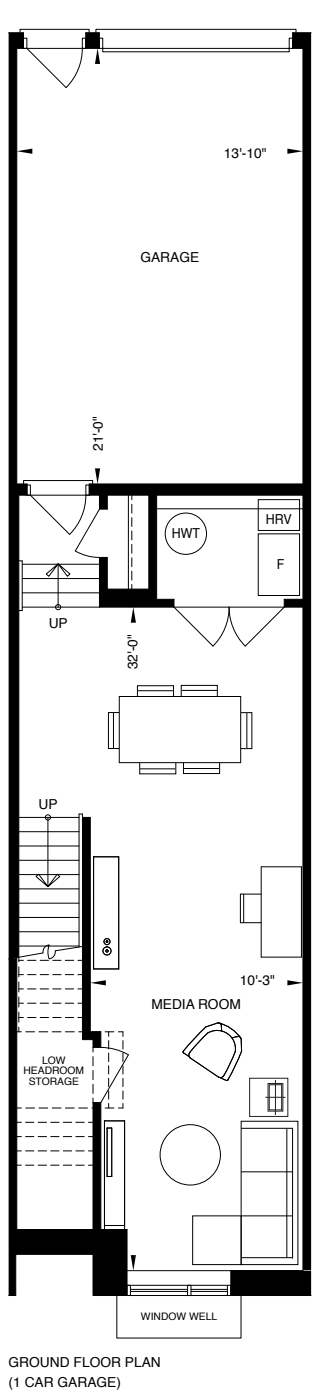 13'-10"
GARAGE
21'-0"
HWT
HRV
F
UP
32'-0"
UP
10'-3"
MEDIA ROOM
LOW
HEADROOM
STORAGE
WINDOW WELL
GROUND FLOOR PLAN
(1 CAR GARAGE)